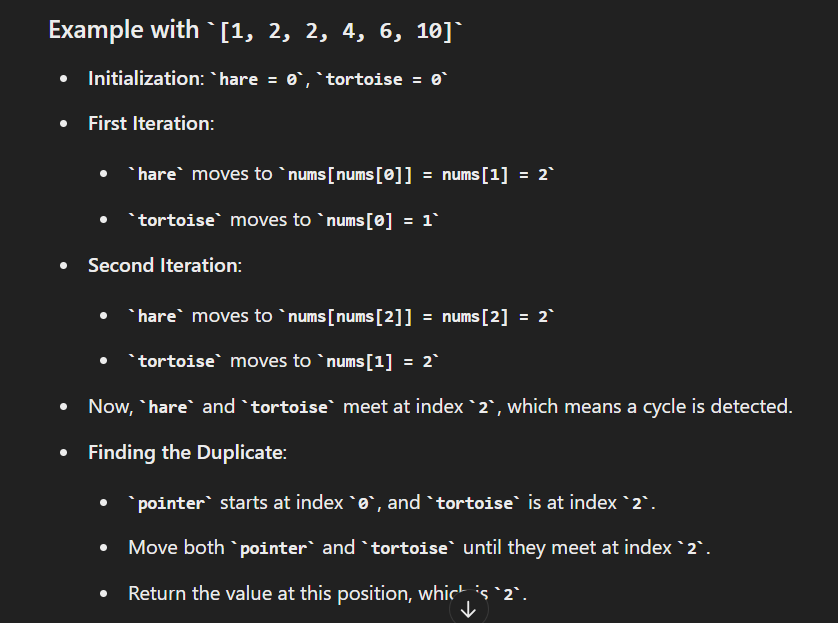 Example with `[1, 2, 2, 4, 6, 10]`
• Initialization: `hare = 0`, `tortoise = 0`
• First Iteration:
• `hare` moves to `nums[nums[0]] = nums[1] = 2`
• `tortoise` moves to `nums[0] = 1`
• Second Iteration:
• `hare` moves to `nums[nums[2]] = nums[2] = 2`
• `tortoise` moves to `nums[1] = 2`
• Now, `hare` and `tortoise` meet at index `2`, which means a cycle is detected.
• Finding the Duplicate:
• `pointer` starts at index `0`, and `tortoise` is at index `2`.
• Move both `pointer` and `tortoise` until they meet at index `2`.
• Return the value at this position, which is `2`.